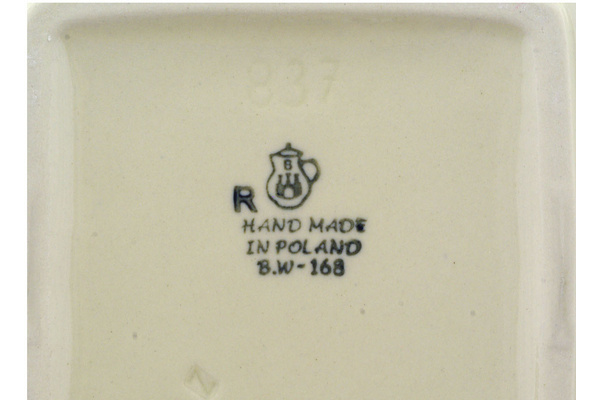 837
B
R
HAND MADE
IN POLAND
B.W-168
Z